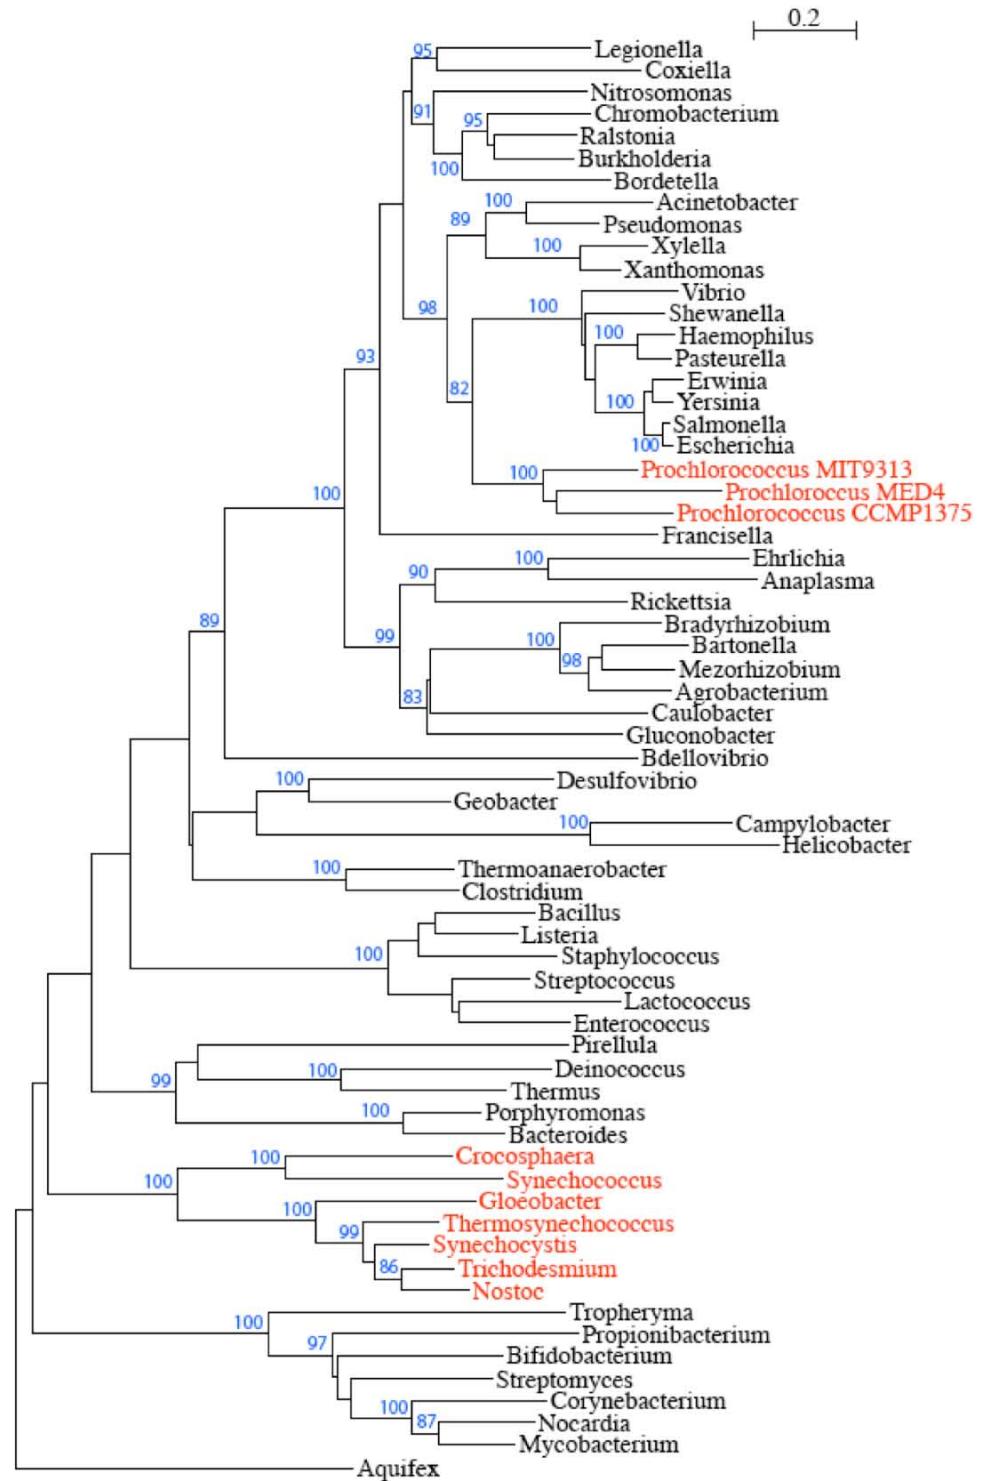 0.2
95
Legionella
Coxiella
Nitrosomonas
91
95
Chromobacterium
Ralstonia
Burkholderia
100
Bordetella
100
Acinetobacter
89
Pseudomonas
100
Xylella
Xanthomonas
98
100
Vibrio
Shewanella
100
Haemophilus
Pasteurella
93
82
Erwinia
100
Yersinia
Salmonella
100
Escherichia
100
Prochlorococcus MIT9313
100
Prochloroccus MED4
Prochlorococcus CCMP1375
Francisella
100
Ehrlichia
90
Anaplasma
Rickettsia
89
99
100
Bradyrhizobium
Bartonella
98
Mezorhizobium
Agrobacterium
83
Caulobacter
Gluconobacter
Bdellovibrio
100
Desulfovibrio
Geobacter
100
Campylobacter
Helicobacter
100
Thermoanaerobacter
Clostridium
Bacillus
Listeria
100
Staphylococcus
Streptococcus
Lactococcus
Enterococcus
Pirellula
99
100
Deinococcus
Thermus
100
Porphyromonas
Bacteroides
100
Crocosphaera
100
Synechococcus
100
Gloeobacter
99
Thermosynechococcus
Synechocystis
86
Trichodesmium
Nostoc
100
Tropheryma
97
Propionibacterium
Bifidobacterium
Streptomyces
100
Corynebacterium
87
Nocardia
Mycobacterium
Aquifex